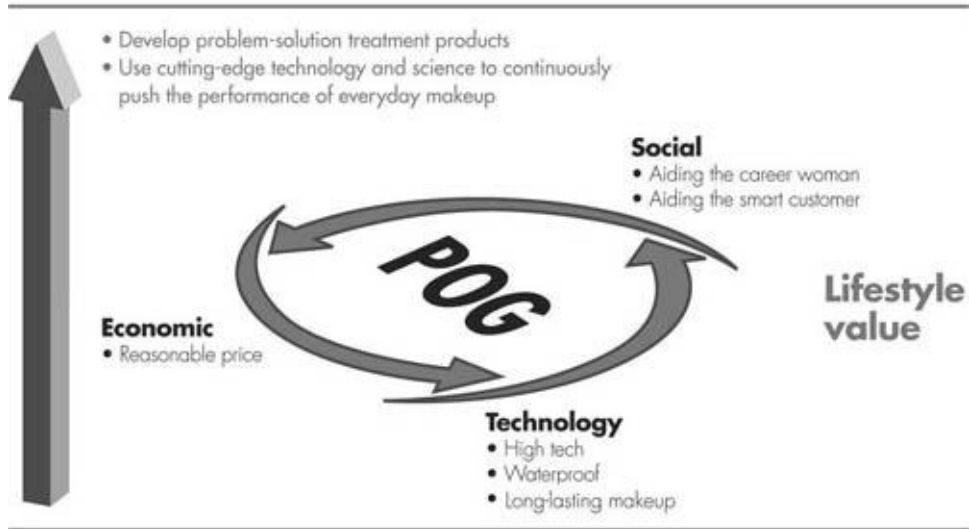 • Develop problem-solution treatment products
• Use cutting-edge technology and science to continuously
push the performance of everyday makeup
Social
• Aiding the career woman
• Aiding the smart customer
POG
Lifestyle
value
Economic
• Reasonable price
Technology
• High tech
• Waterproof
• Long-lasting makeup